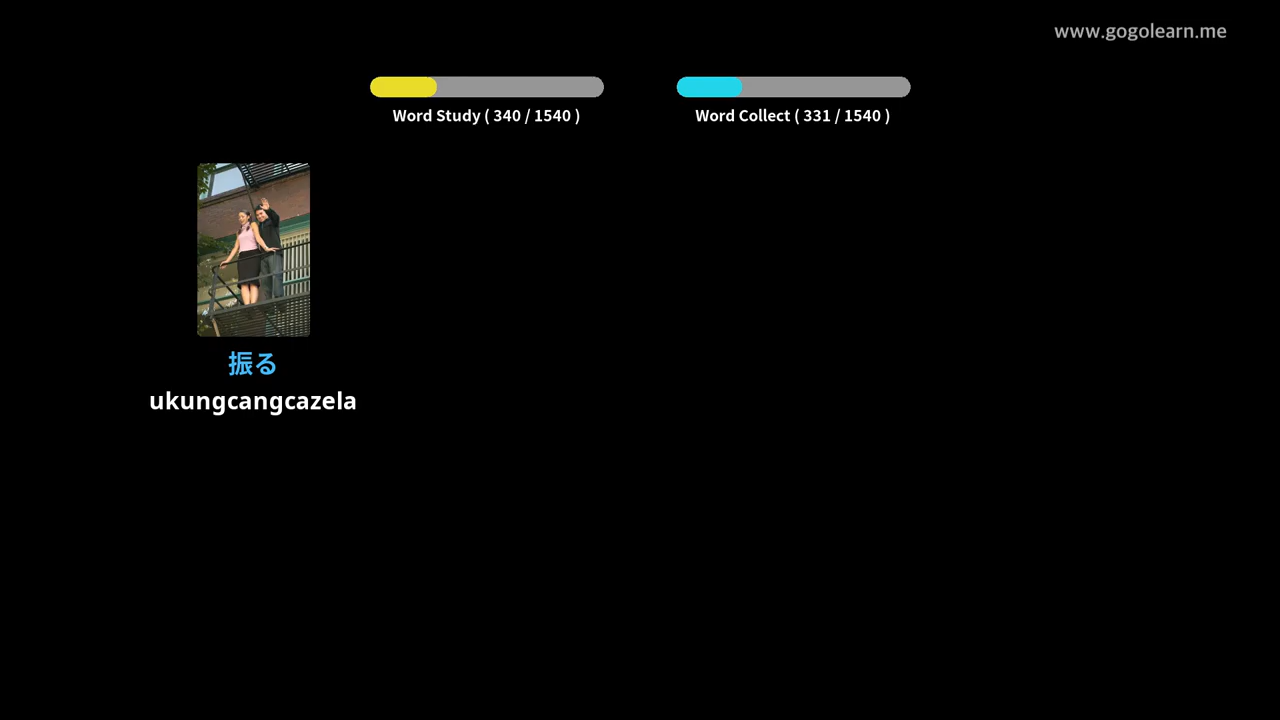 www.gogolearn.me
Word Study ( 340 / 1540 )
Word Collect ( 331 / 1540 )
振る
ukungcangcazela